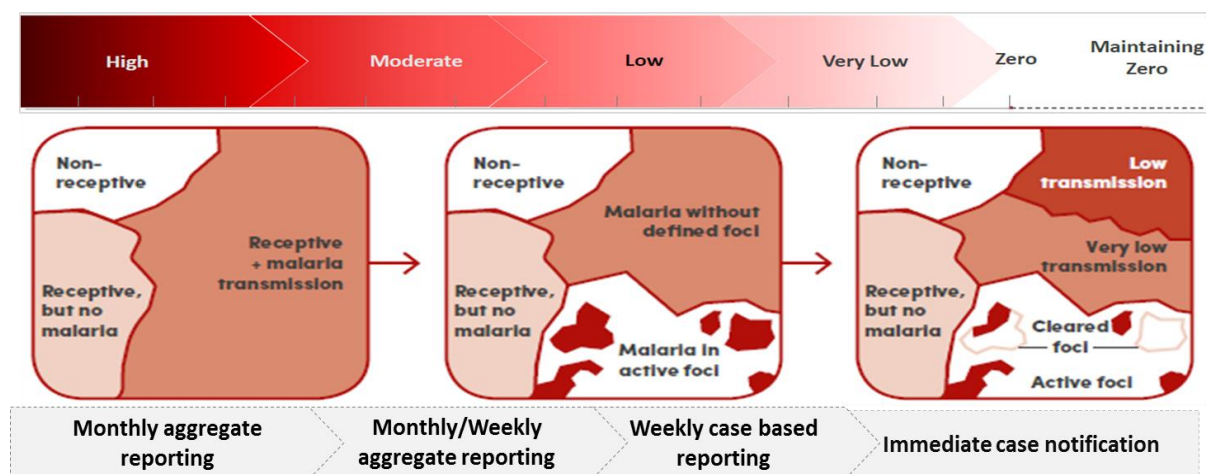 High
Moderate
Low
Very Low
Zero
Maintaining
Zero
Non-
receptive
Receptive
+ malaria
transmission
Receptive,
but no
malaria
Non-
receptive
Malaria without
defined foci
Receptive,
but no
malaria
Malaria in
active foci
Non-
receptive
Low
transmission
Very low
transmission
Receptive,
but no
malaria
Cleared
foci
Active foci
Monthly aggregate
reporting
Monthly/Weekly
aggregate reporting
Weekly case based
reporting
Immediate case notification